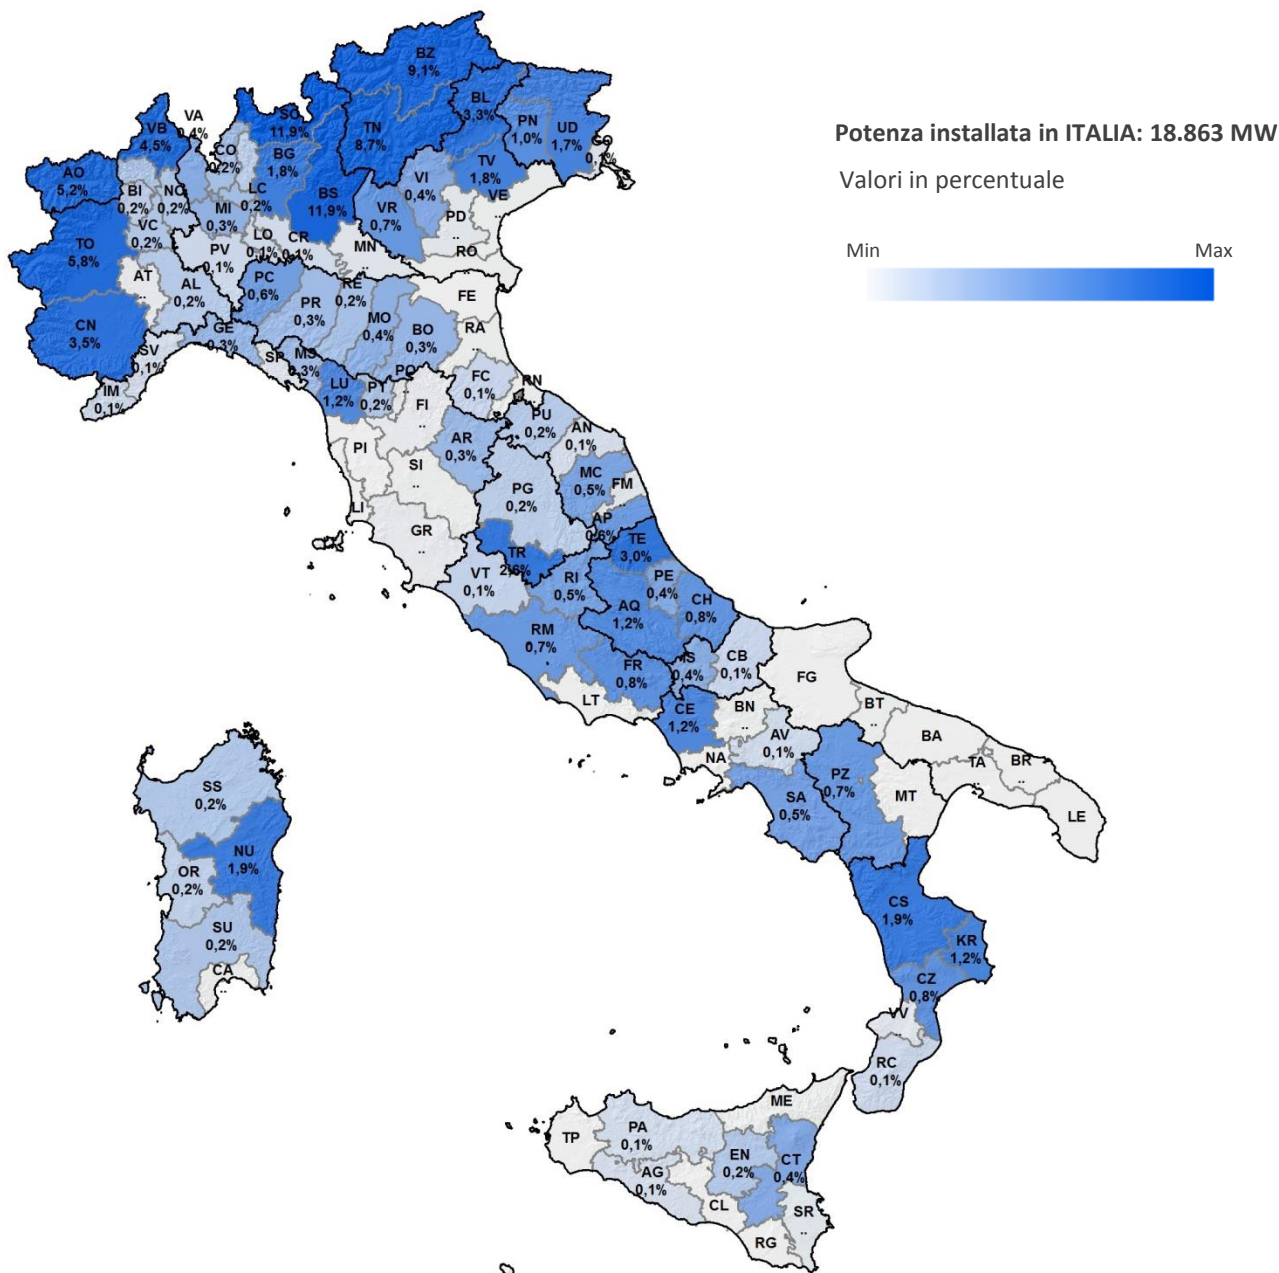 Potenza installata in ITALIA: 18.863 MW
Valori in percentuale
Min
Max
BZ
9,1%
BL
3,3%
SO
11,9%
TN
8,7%
PN
1,0%
UD
1,7%
GO
0,1%
VA
0,4%
VB
4,5%
CO
0,2%
BG
1,8%
TV
1,8%
VI
0,4%
AO
5,2%
BI
0,2%
NO
0,2%
LC
0,2%
BS
11,9%
VR
0,7%
VE
..
MI
0,3%
PD
..
VC
0,2%
TO
5,8%
LO
0,1%
CR
0,1%
MN
..
RO
PV
0,1%
AT
..
AL
0,2%
PC
0,6%
RE
0,2%
PR
0,3%
MO
0,4%
FE
CN
3,5%
GE
0,3%
BO
0,3%
RA
..
SV
0,1%
SP
MS
0,3%
IM
0,1%
LU
1,2%
PT
0,2%
PO
..
FI
..
FC
0,1%
RN
..
PU
0,2%
AN
0,1%
PI
AR
0,3%
SI
..
MC
0,5%
FM
..
PG
0,2%
LI
GR
..
AP
0,6%
TE
3,0%
TR
2,6%
VT
0,1%
RI
0,5%
PE
0,4%
CH
0,8%
AQ
1,2%
RM
0,7%
FR
0,8%
IS
0,4%
CB
0,1%
FG
LT
CE
1,2%
BN
..
BT
..
NA
AV
0,1%
BA
TA
..
BR
..
PZ
0,7%
MT
SA
0,5%
LE
SS
0,2%
NU
1,9%
OR
0,2%
SU
0,2%
CA
..
CS
1,9%
KR
1,2%
CZ
0,8%
VV
..
RC
0,1%
ME
PA
0,1%
TP
EN
0,2%
CT
0,4%
AG
0,1%
CL
SR
..
RG